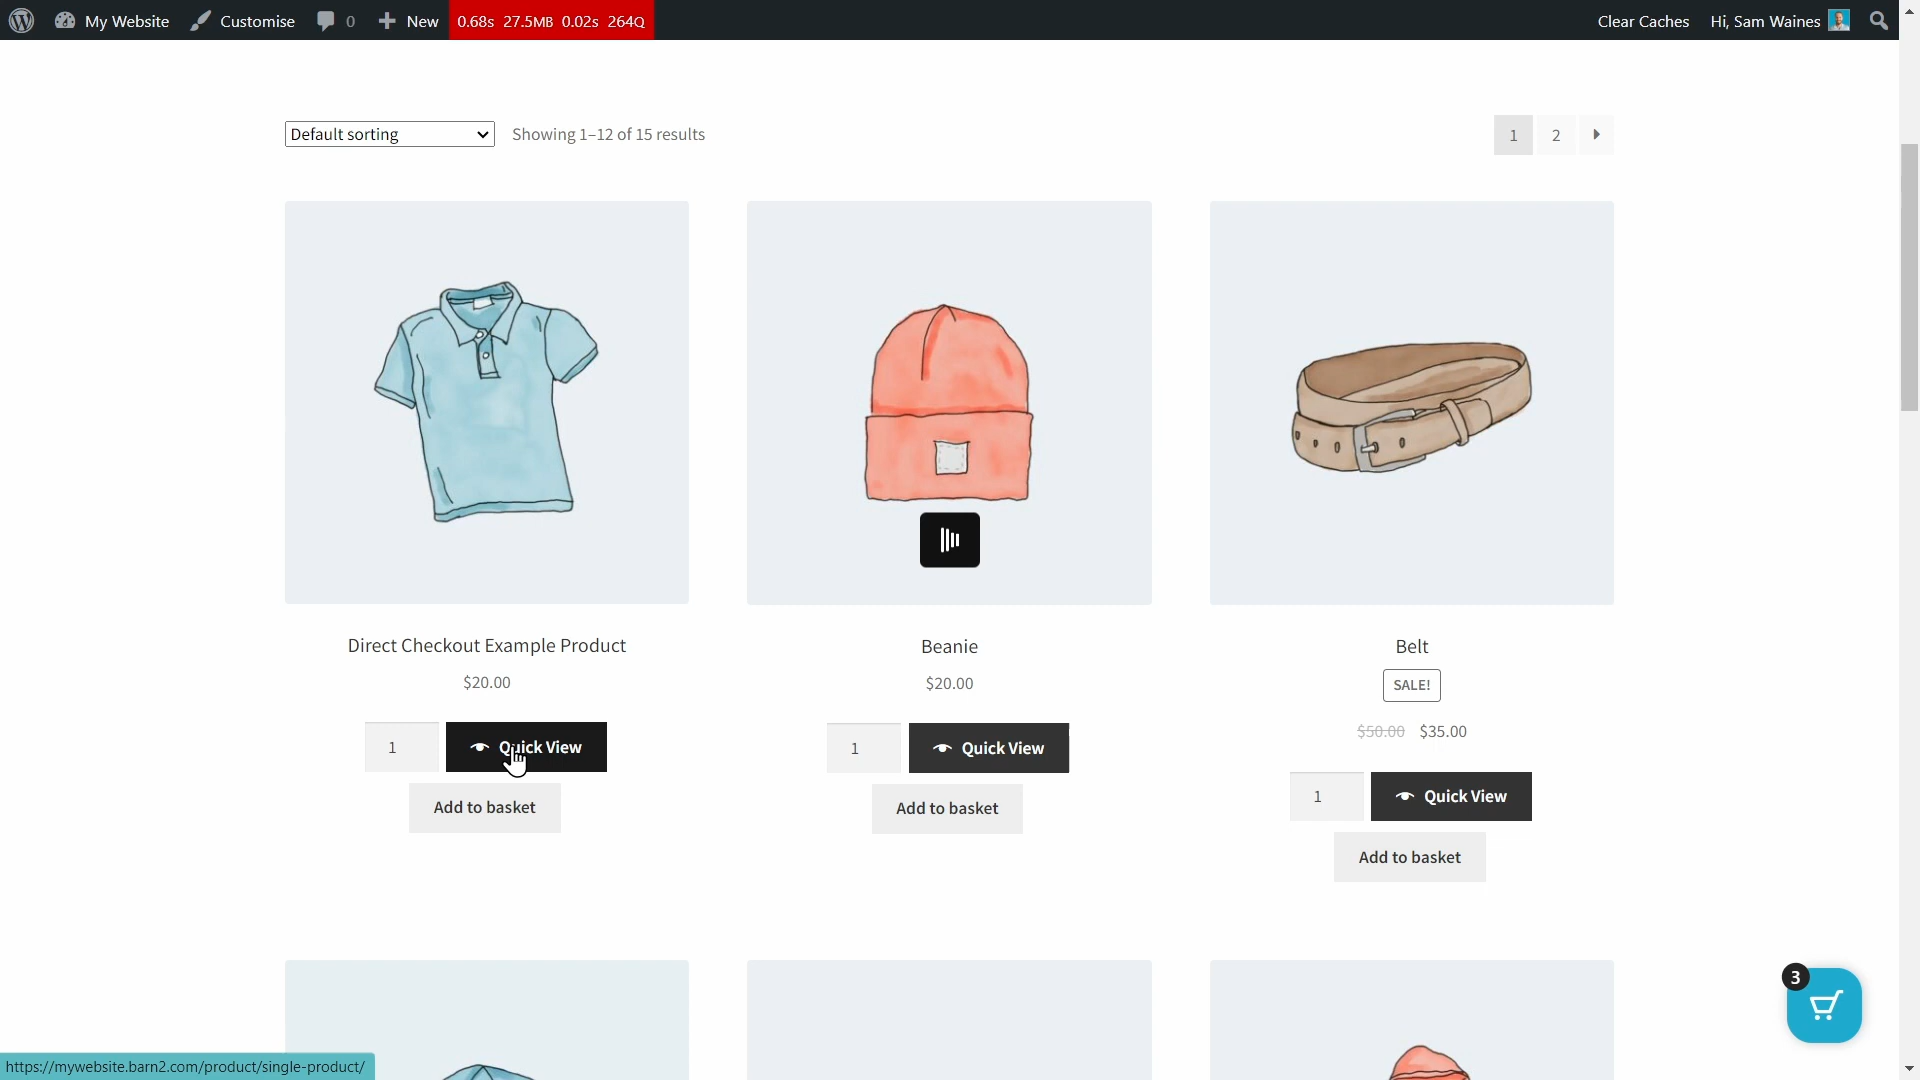 My Website Customise 0 New 0.68s 27.5MB 0.02s 264Q Clear Caches Hi, Sam Waines
Default sorting Showing 1–12 of 15 results 1 2
Direct Checkout Example Product Beanie Belt
$20.00 $20.00 SALE!
$50.00 $35.00
1 Quick View 1 Quick View
1 Quick View
Add to basket Add to basket
Add to basket
3
https://mywebsite.barn2.com/product/single-product/